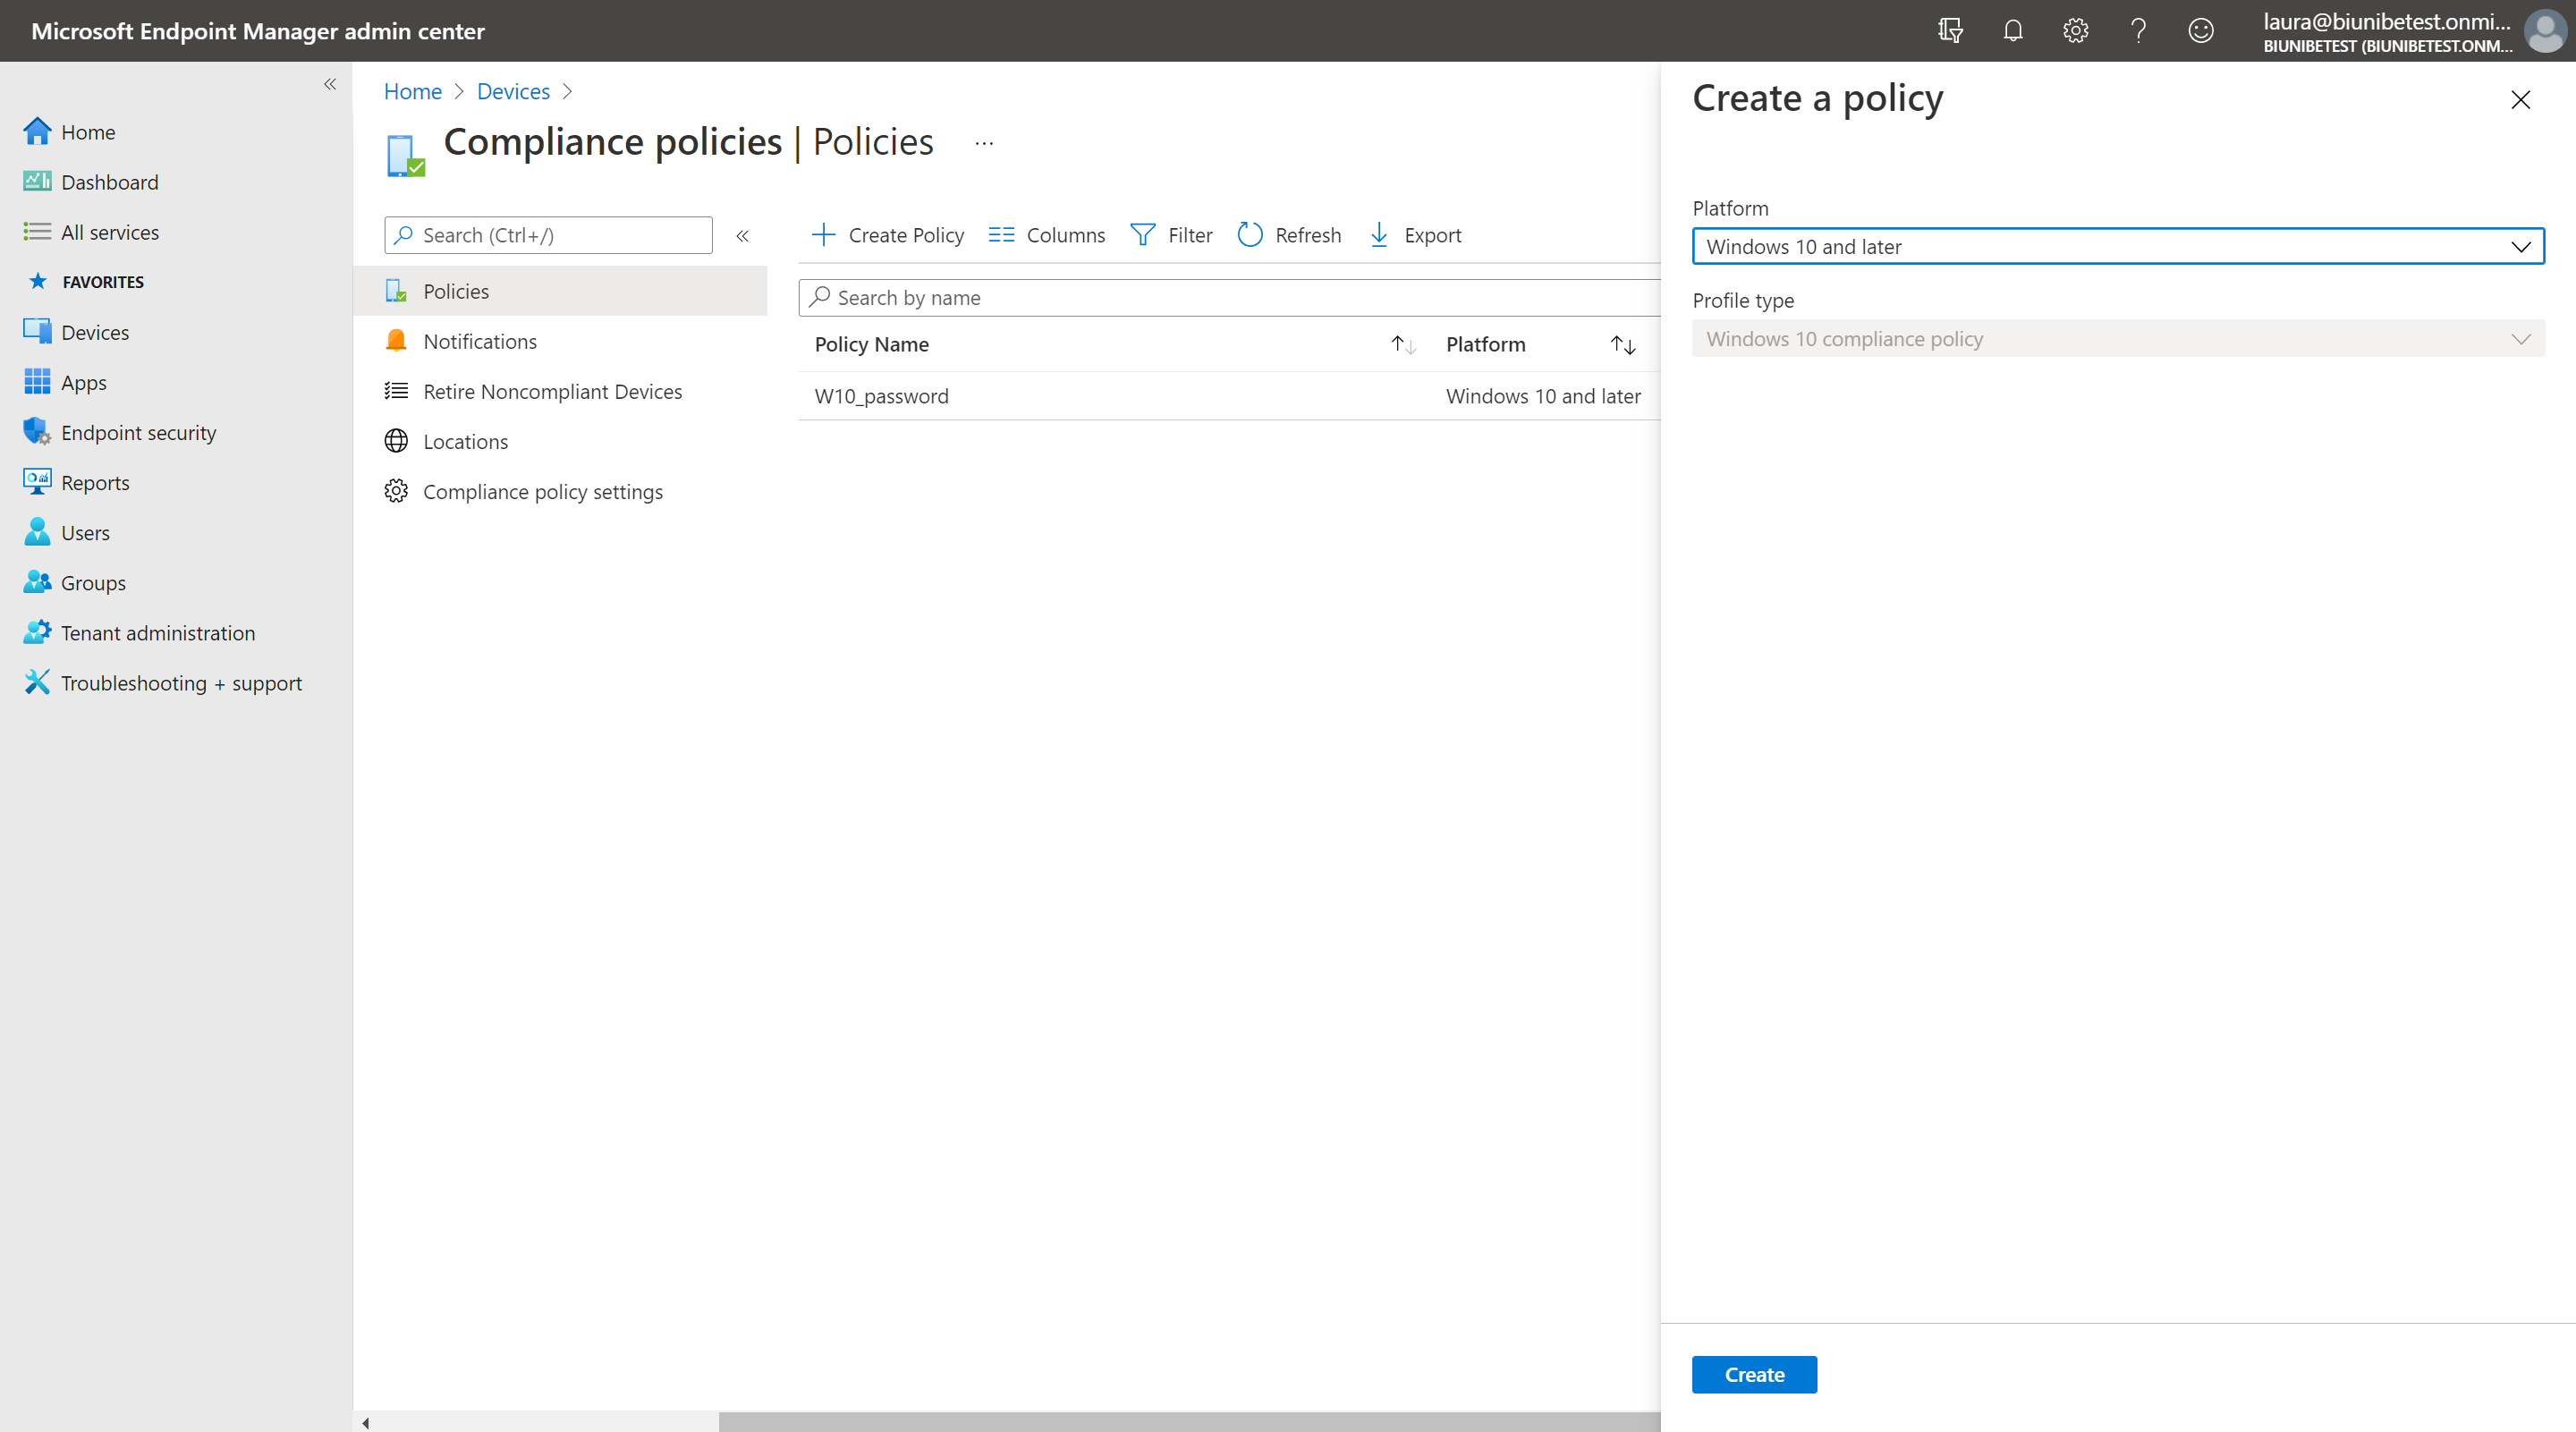 Microsoft Endpoint Manager admin center
laura@biunibetest.onmi...
BIUNIBETEST (BIUNIBETEST.ONM...
Home
Dashboard
All services
FAVORITES
Devices
Apps
Endpoint security
Reports
Users
Groups
Tenant administration
Troubleshooting + support
Home > Devices >
Compliance policies | Policies ...
Search (Ctrl+/)
Policies
Notifications
Retire Noncompliant Devices
Locations
Compliance policy settings
Create Policy Columns Filter Refresh Export
Search by name
Policy Name Platform
W10_password Windows 10 and later
Create a policy
Platform
Windows 10 and later
Profile type
Windows 10 compliance policy
Create